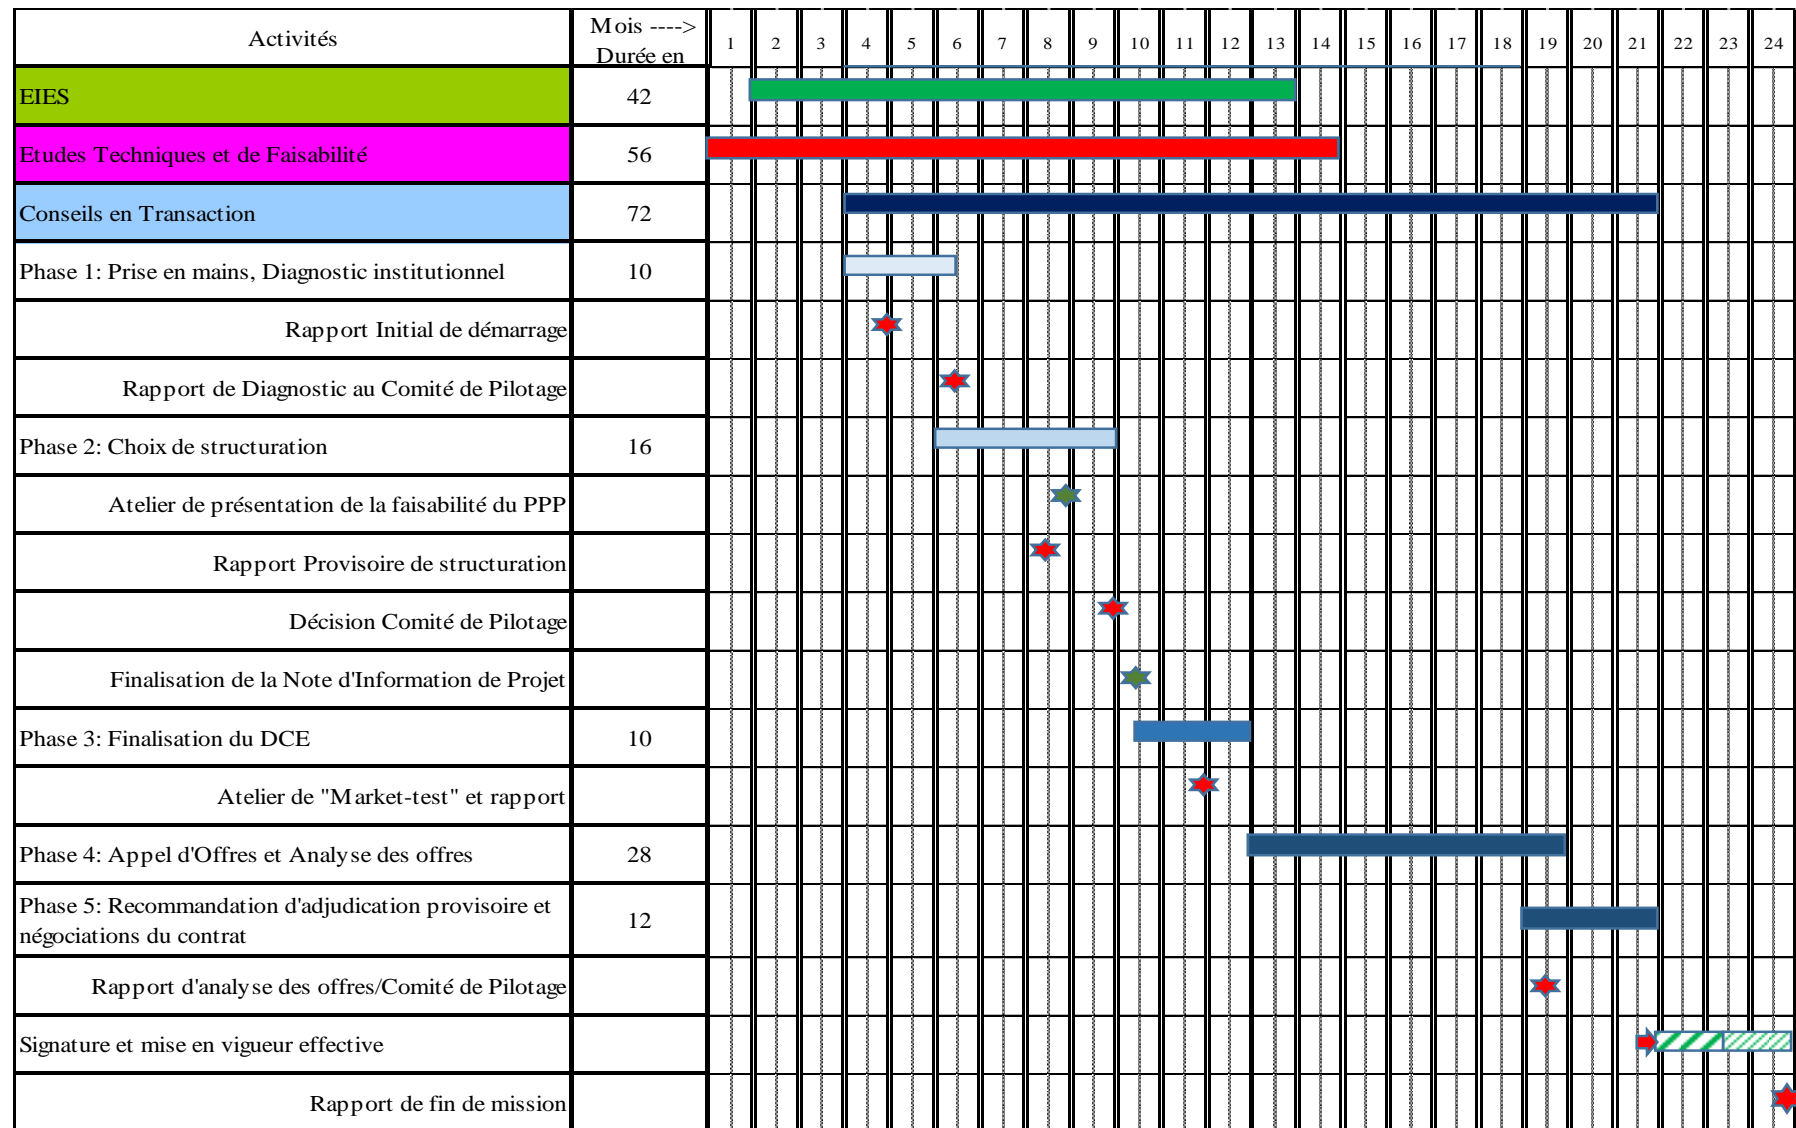 Activités
Mois ---->
Durée en
1 2 3 4 5 6 7 8 9 10 11 12 13 14 15 16 17 18 19 20 21 22 23 24
EIES 42
Etudes Techniques et de Faisabilité 56
Conseils en Transaction 72
Phase 1: Prise en mains, Diagnostic institutionnel 10
Rapport Initial de démarrage
Rapport de Diagnostic au Comité de Pilotage
Phase 2: Choix de structuration 16
Atelier de présentation de la faisabilité du PPP
Rapport Provisoire de structuration
Décision Comité de Pilotage
Finalisation de la Note d'Information de Projet
Phase 3: Finalisation du DCE 10
Atelier de "Market-test" et rapport
Phase 4: Appel d'Offres et Analyse des offres 28
Phase 5: Recommandation d'adjudication provisoire et
négociations du contrat 12
Rapport d'analyse des offres/Comité de Pilotage
Signature et mise en vigueur effective
Rapport de fin de mission